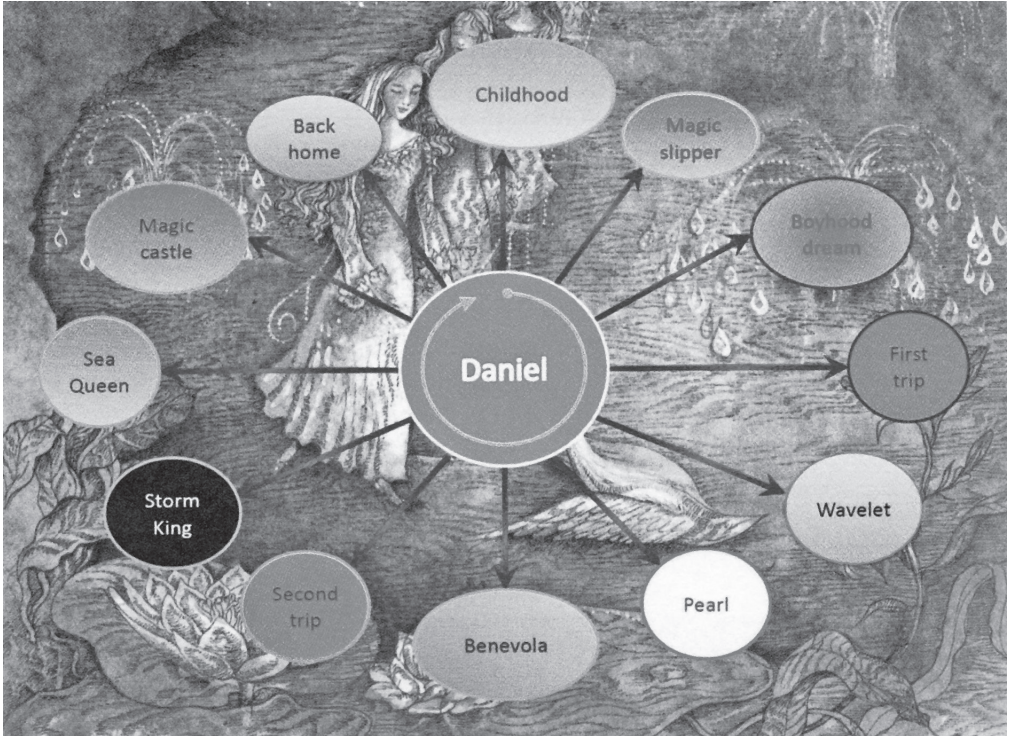 Childhood
Magic
slipper
Boyhood
dream
First
trip
Wavelet
Pearl
Benevola
Second
trip
Storm
King
Sea
Queen
Magic
castle
Back
home
Daniel